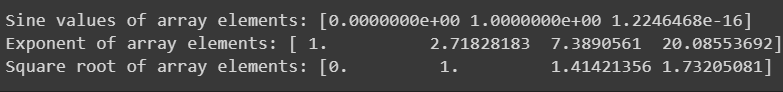 Sine values of array elements: [0.0000000e+00 1.0000000e+00 1.2246468e-16]
Exponent of array elements: [ 1.          2.71828183  7.3890561  20.08553692]
Square root of array elements: [0.         1.         1.41421356 1.73205081]